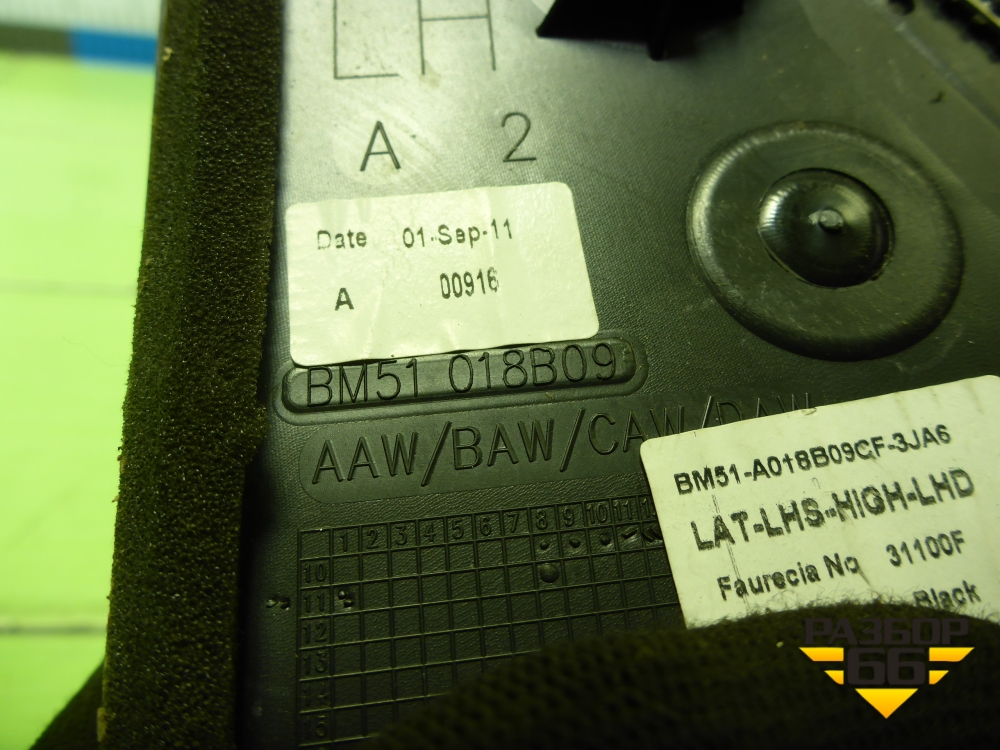 LH
A 2
Date 01-Sep-11
A 00916
BM51 018B09
AAW/BAW/CAW/DAW
BM51-A018B09CF-3JA6
LAT-LHS-HIGH-LHD
Faurecia No 31100F
Black
1 2 3 4 5 6 7 8 9 10 11
10
11
12
13
РАЗБОР
66